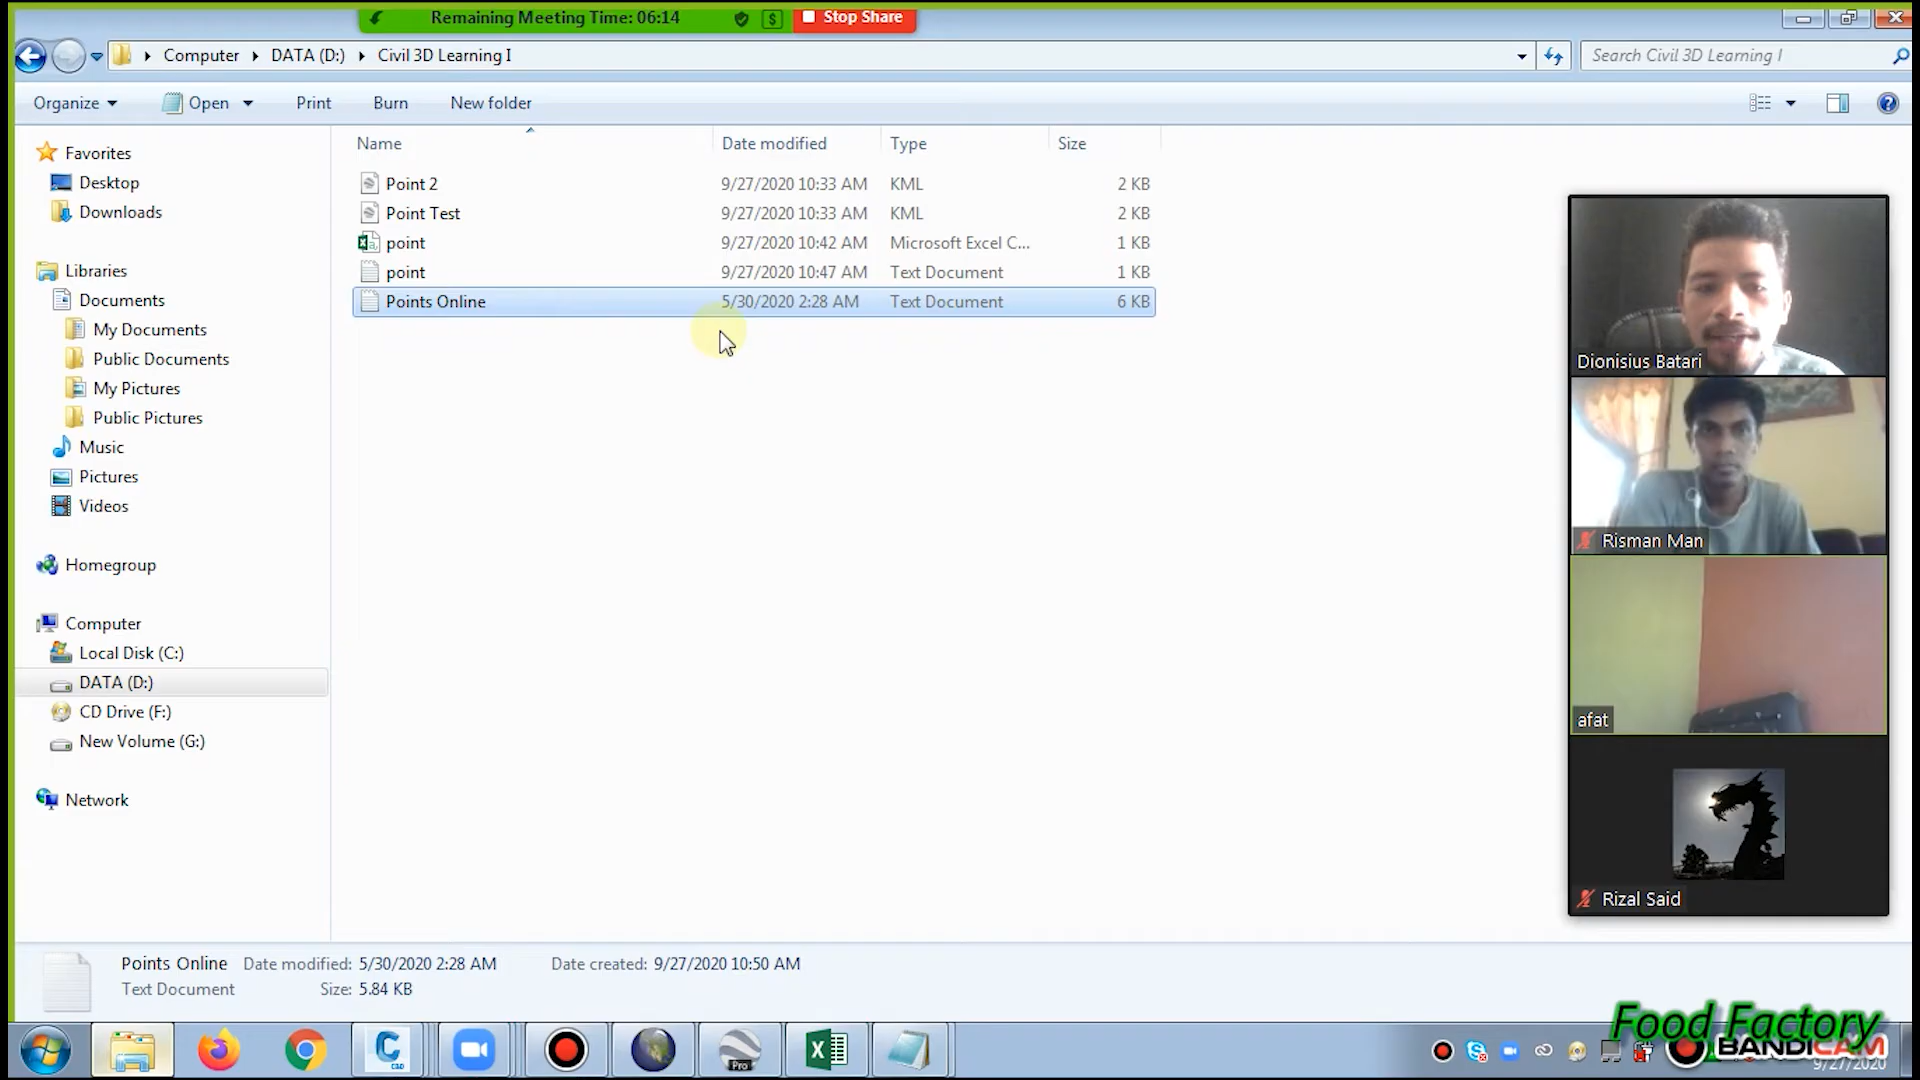 Remaining Meeting Time: 06:14
Stop Share
Computer
DATA (D:)
Civil 3D Learning I
Search Civil 3D Learning I
Organize
Open
Print
Burn
New folder
Name
Date modified
Type
Size
Favorites
Desktop
Downloads
Libraries
Documents
My Documents
Public Documents
My Pictures
Public Pictures
Music
Pictures
Videos
Homegroup
Computer
Local Disk (C:)
DATA (D:)
CD Drive (F:)
New Volume (G:)
Network
Point 2 9/27/2020 10:33 AM KML 2 KB
Point Test 9/27/2020 10:33 AM KML 2 KB
point 9/27/2020 10:42 AM Microsoft Excel C... 1 KB
point 9/27/2020 10:47 AM Text Document 1 KB
Points Online 5/30/2020 2:28 AM Text Document 6 KB
Dionisius Batari
Risman Man
afat
Rizal Said
Points Online Date modified: 5/30/2020 2:28 AM Date created: 9/27/2020 10:50 AM
Text Document Size: 5.84 KB
Pro
Food Factory
BANDICAM
9/27/2020